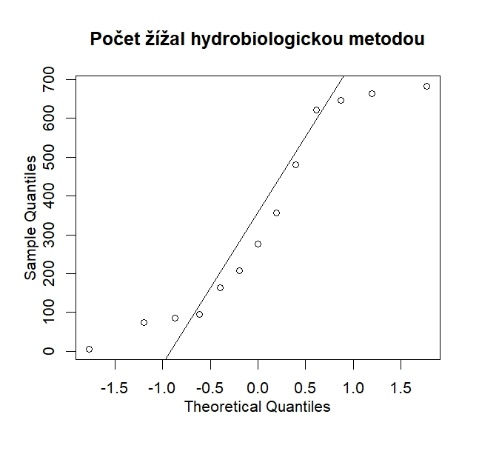 Počet žížal hydrobiologickou metodou
Sample Quantiles
700
600
500
400
300
200
100
0
-1.5 -1.0 -0.5 0.0 0.5 1.0 1.5
Theoretical Quantiles